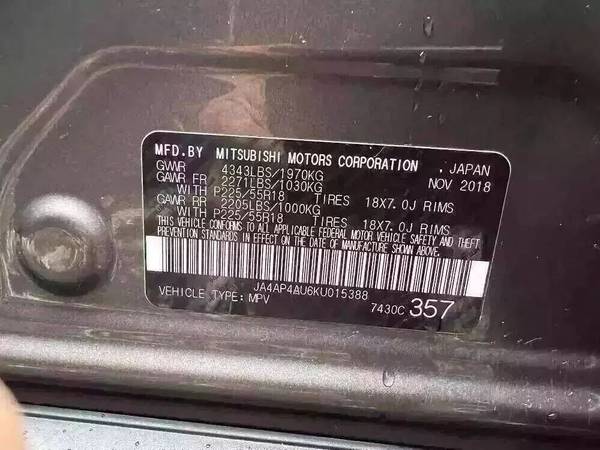 MFD.BY MITSUBISHI MOTORS CORPORATION , JAPAN
GWWR 4343LBS/1970KG NOV 2018
GAWR FR 2271LBS/1030KG
WITH P225/55R18 TIRES 18X7.0J RIMS
GAWR RR 2205LBS/1000KG
WITH P225/55R18 TIRES 18X7.0J RIMS
THIS VEHICLE CONFORMS TO ALL APPLICABLE FEDERAL MOTOR VEHICLE SAFETY AND THEFT
PREVENTION STANDARDS IN EFFECT ON THE DATE OF MANUFACTURE SHOWN ABOVE.
JA4AP4AU6KU015388
VEHICLE TYPE: MPV 7430C 357